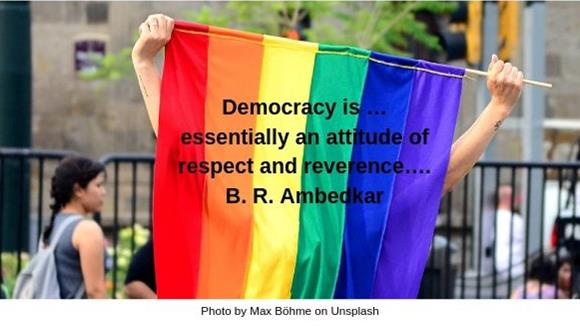 Democracy is …
essentially an attitude of
respect and reverence….
B. R. Ambedkar
Photo by Max Böhme on Unsplash